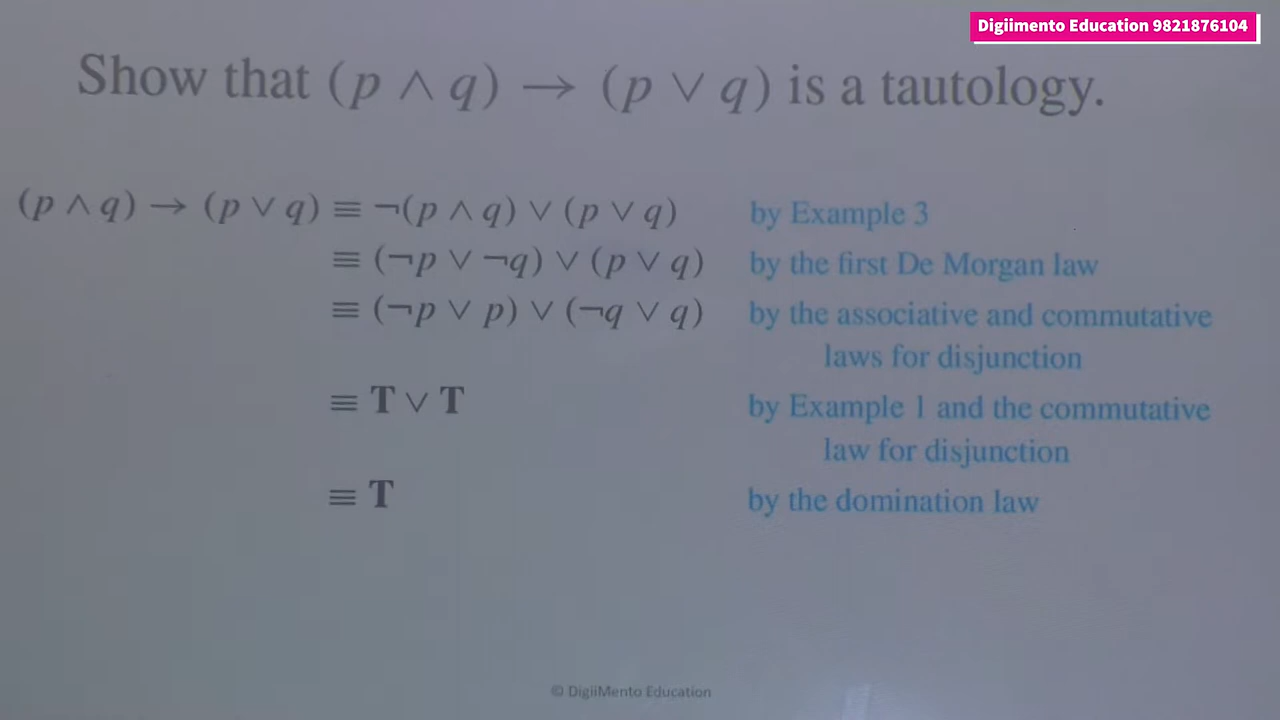 Digiimento Education 9821876104
Show that (p ∧ q) → (p ∨ q) is a tautology.
(p ∧ q) → (p ∨ q) ≡ ¬(p ∧ q) ∨ (p ∨ q) by Example 3
≡ (¬p ∨ ¬q) ∨ (p ∨ q) by the first De Morgan law
≡ (¬p ∨ p) ∨ (¬q ∨ q) by the associative and commutative
laws for disjunction
≡ T ∨ T by Example 1 and the commutative
law for disjunction
≡ T by the domination law
© DigiiMento Education